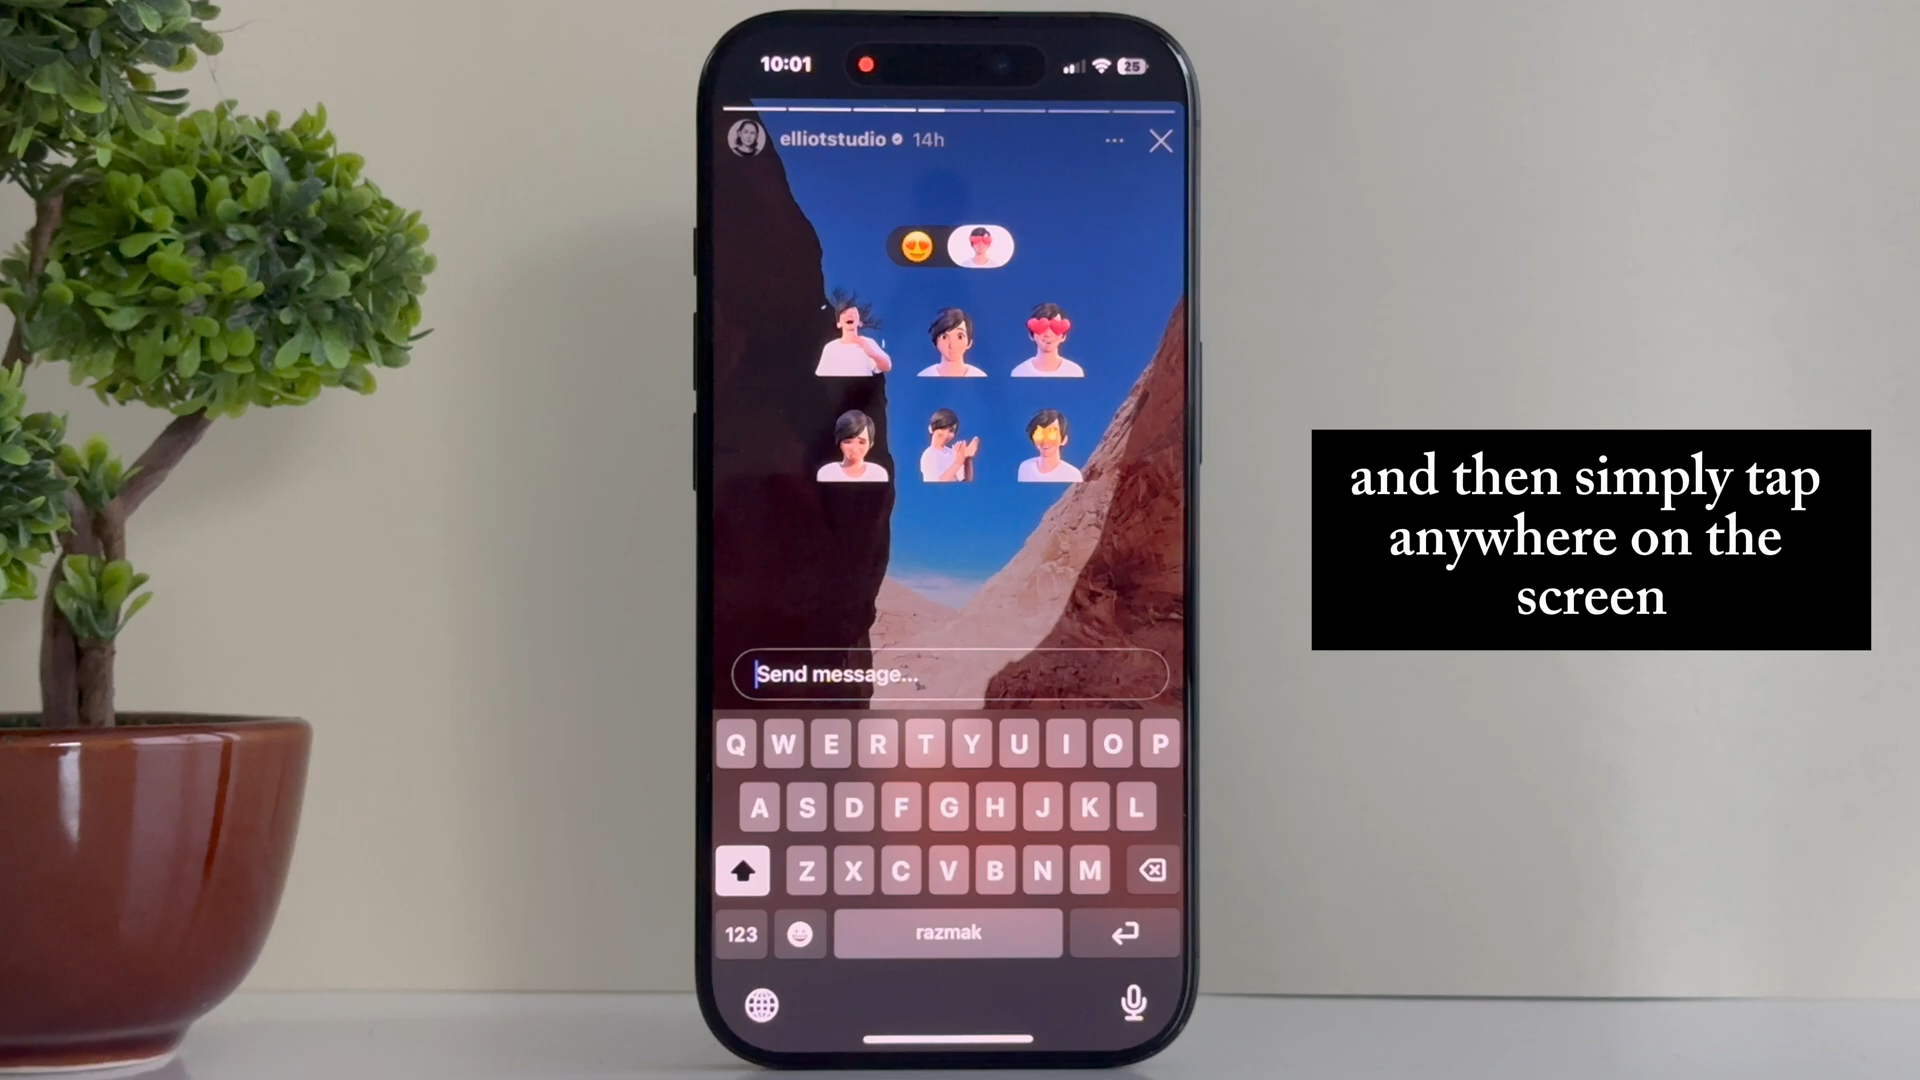 10:01
25
elliotstudio 14h
Send message...
Q W E R T Y U I O P
A S D F G H J K L
Z X C V B N M
123
razmak
and then simply tap
anywhere on the
screen